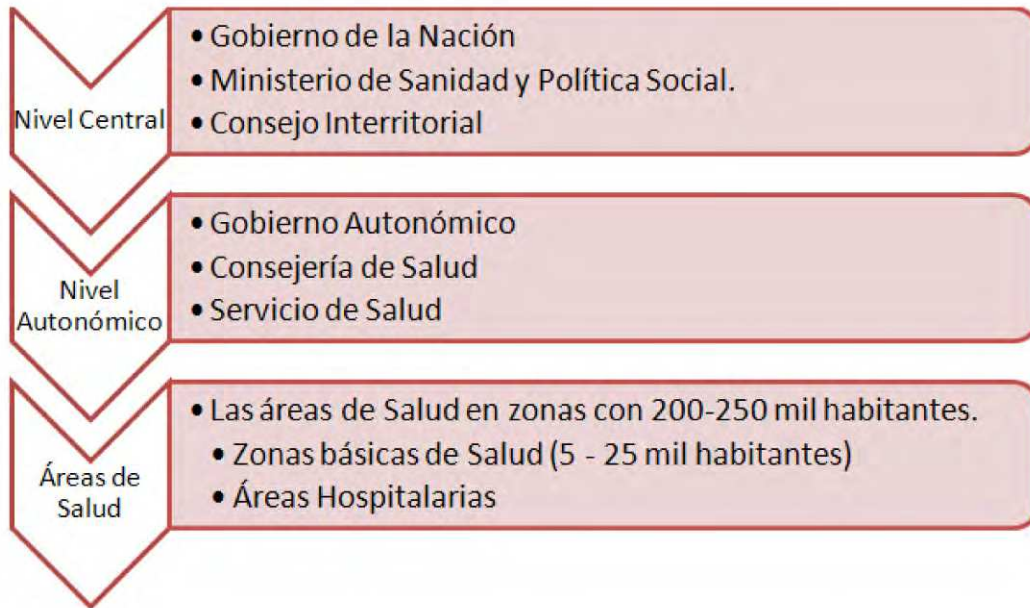 Nivel Central
• Gobierno de la Nación
• Ministerio de Sanidad y Política Social.
• Consejo Interritorial
Nivel
Autonómico
• Gobierno Autonómico
• Consejería de Salud
• Servicio de Salud
Áreas de
Salud
• Las áreas de Salud en zonas con 200-250 mil habitantes.
• Zonas básicas de Salud (5 - 25 mil habitantes)
• Áreas Hospitalarias